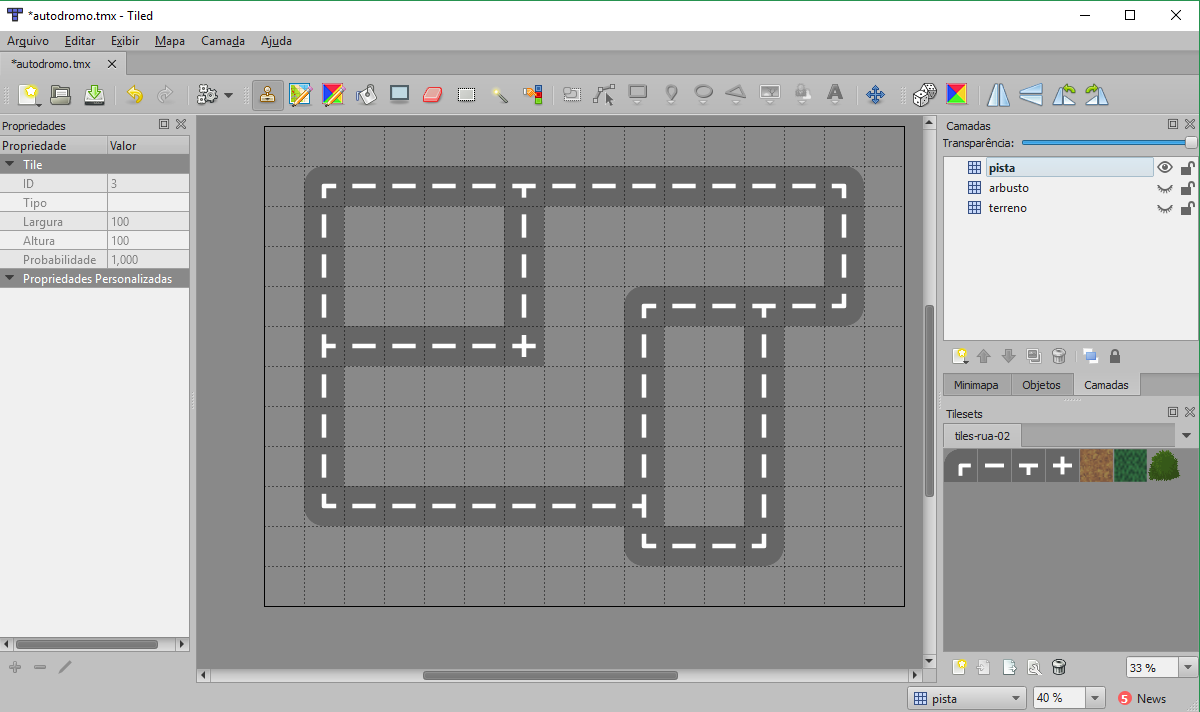 *autodromo.tmx - Tiled
Arquivo Editar Exibir Mapa Camada Ajuda
*autodromo.tmx
Propriedades
Propriedade Valor
Tile
ID 3
Tipo
Largura 100
Altura 100
Probabilidade 1,000
Propriedades Personalizadas
Camadas
Transparência:
pista
arbusto
terreno
Minimapa Objetos Camadas
Tilesets
tiles-rua-02
33 %
pista 40 % 5 News